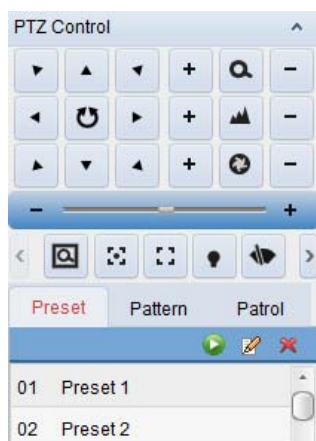 PTZ Control
Preset Pattern Patrol
01 Preset 1
02 Preset 2